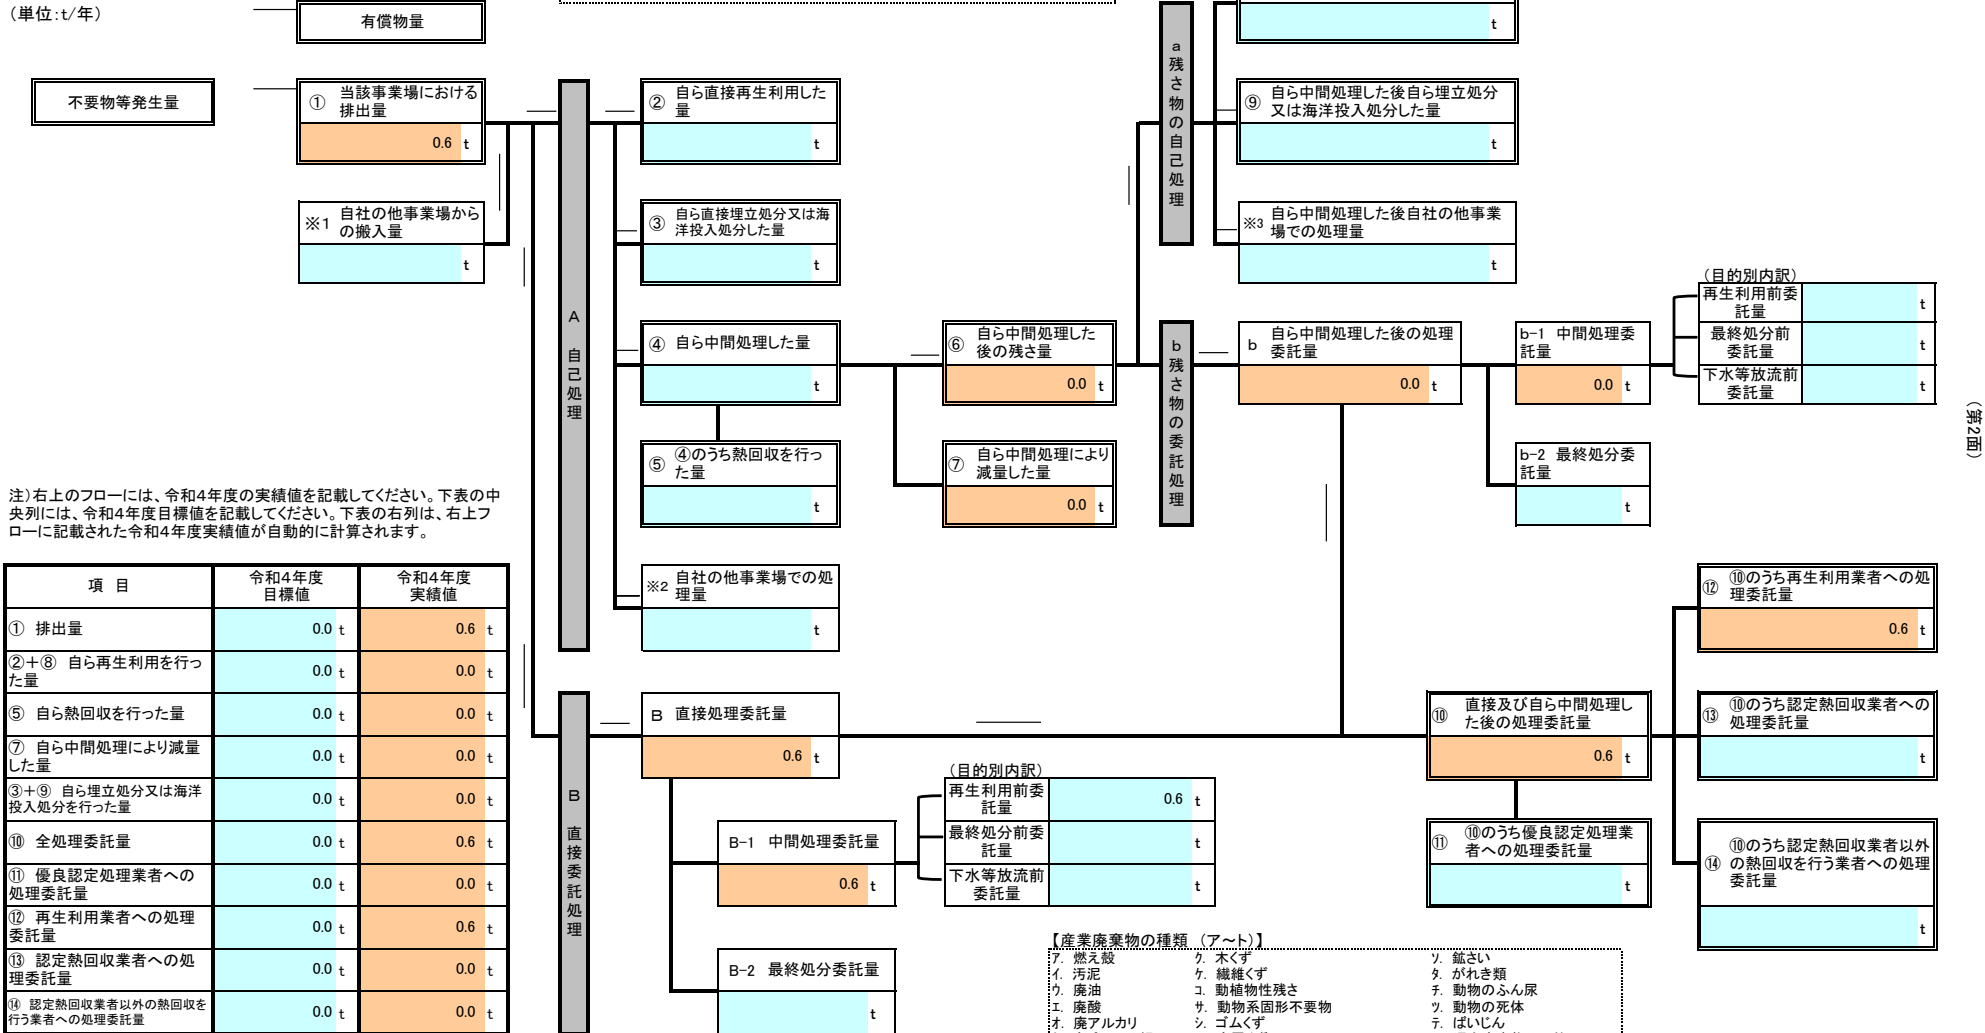 （単位：t/年）
有償物量
t
不要物等発生量
① 当該事業場における
排出量
0.6 t
※1 自社の他事業場から
の搬入量
t
A
自己処理
② 自ら直接再生利用した
量
t
③ 自ら直接埋立処分又は海
洋投入処分した量
t
④ 自ら中間処理した量
t
⑤ ④のうち熱回収を行っ
た量
t
※2 自社の他事業場での処
理量
t
⑥ 自ら中間処理した
後の残さ量
0.0 t
⑦ 自ら中間処理により
減量した量
0.0 t
a
残さ物の自己処理
⑨ 自ら中間処理した後自ら埋立処分
又は海洋投入処分した量
t
※3 自ら中間処理した後自社の他事業
場での処理量
t
b
残さ物の委託処理
b 自ら中間処理した後の処理
委託量
0.0 t
b-1 中間処理委
託量
0.0 t
b-2 最終処分委
託量
t
（目的別内訳）
再生利用前委
託量
t
最終処分前
委託量
t
下水等放流前
委託量
t
（第2面）
注）右上のフローには、令和4年度の実績値を記載してください。下表の中
央列には、令和4年度目標値を記載してください。下表の右列は、右上フ
ローに記載された令和4年度実績値が自動的に計算されます。
項 目 令和4年度
目標値 令和4年度
実績値
① 排出量 0.0 t 0.6 t
②＋⑧ 自ら再生利用を行っ
た量 0.0 t 0.0 t
⑤ 自ら熱回収を行った量 0.0 t 0.0 t
⑦ 自ら中間処理により減量
した量 0.0 t 0.0 t
③＋⑨ 自ら埋立処分又は海洋
投入処分を行った量 0.0 t 0.0 t
⑩ 全処理委託量 0.0 t 0.6 t
⑪ 優良認定処理業者への
処理委託量 0.0 t 0.0 t
⑫ 再生利用業者への処理
委託量 0.0 t 0.6 t
⑬ 認定熱回収業者への処
理委託量 0.0 t 0.0 t
⑭ 認定熱回収業者以外の熱回収を
行う業者への処理委託量 0.0 t 0.0 t
B
直接委託処理
B 直接処理委託量
0.6 t
B-1 中間処理委託量
0.6 t
B-2 最終処分委託量
t
（目的別内訳）
再生利用前委
託量
0.6 t
最終処分前委
託量
t
下水等放流前
委託量
t
⑩ 直接及び自ら中間処理し
た後の処理委託量
0.6 t
⑪ ⑩のうち優良認定処理業
者への処理委託量
t
⑫ ⑩のうち再生利用業者への処
理委託量
0.6 t
⑬ ⑩のうち認定熱回収業者への
処理委託量
t
⑭ ⑩のうち認定熱回収業者以外
の熱回収を行う業者への処理
委託量
t
【産業廃棄物の種類 （ア～ト）】
ア. 燃え殻 ク. 木くず ソ. 鉱さい
イ. 汚泥 ケ. 繊維くず タ. がれき類
ウ. 廃油 コ. 動植物性残さ チ. 動物のふん尿
エ. 廃酸 サ. 動物系固形不要物 ツ. 動物の死体
オ. 廃アルカリ シ. ゴムくず テ. ばいじん